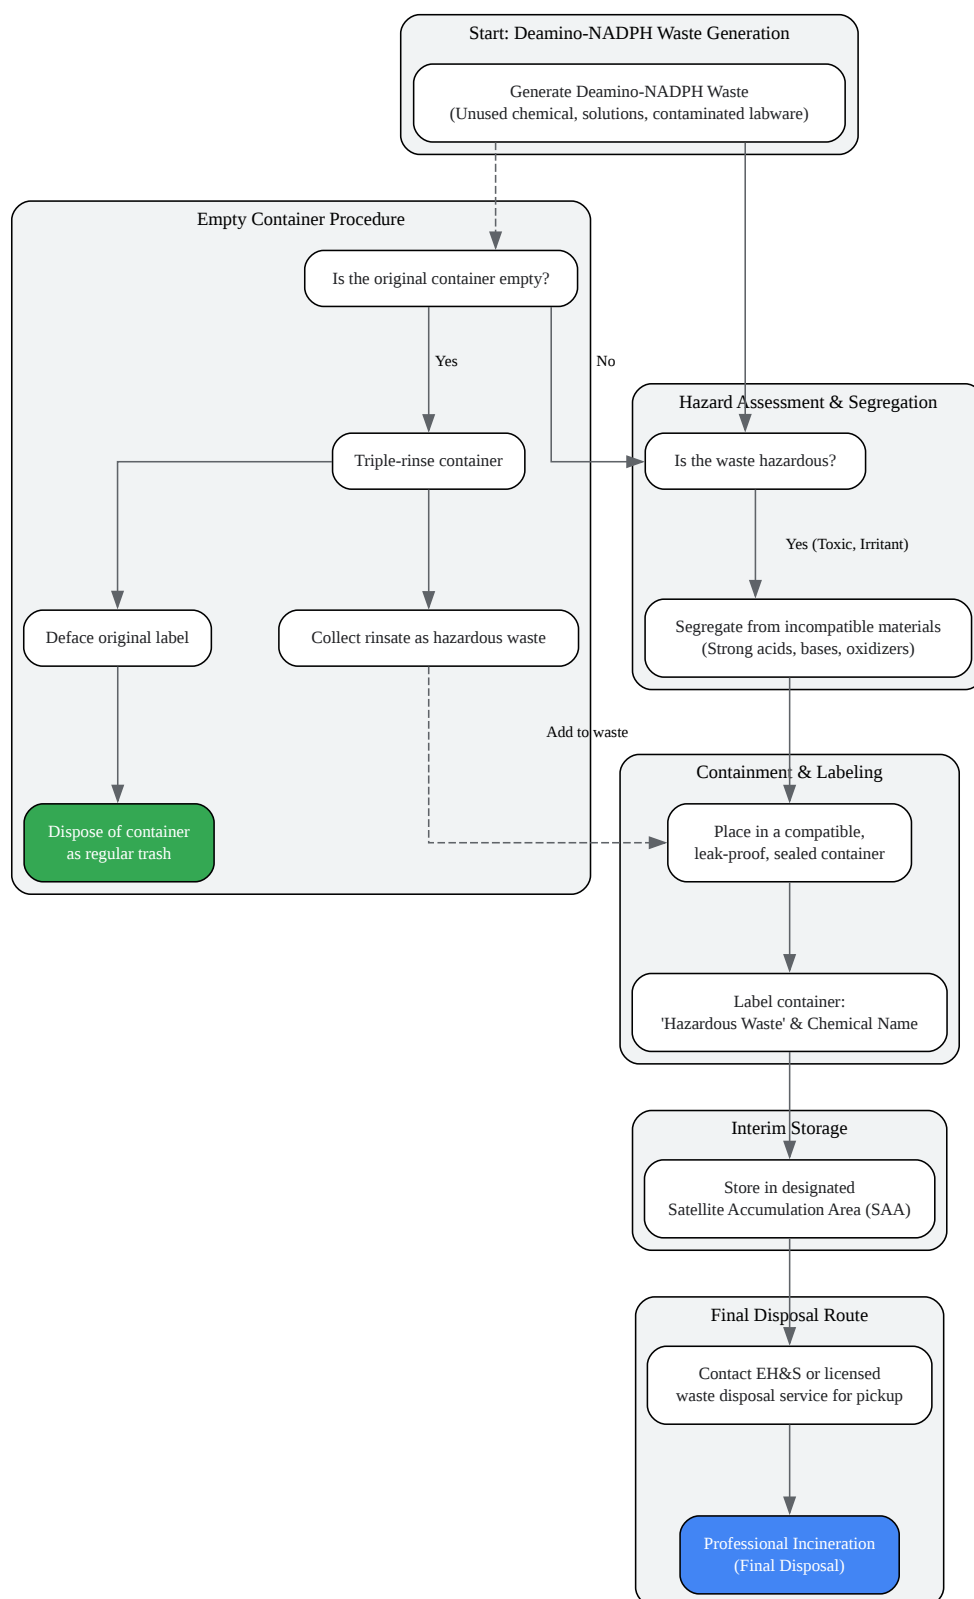 Start: Deamino-NADPH Waste Generation
Generate Deamino-NADPH Waste
(Unused chemical, solutions, contaminated labware)
Empty Container Procedure
Is the original container empty?
Yes
No
Hazard Assessment & Segregation
Triple-rinse container
Is the waste hazardous?
Yes (Toxic, Irritant)
Deface original label
Collect rinsate as hazardous waste
Segregate from incompatible materials
(Strong acids, bases, oxidizers)
Add to waste
Containment & Labeling
Dispose of container
as regular trash
Place in a compatible,
leak-proof, sealed container
Label container:
'Hazardous Waste' & Chemical Name
Interim Storage
Store in designated
Satellite Accumulation Area (SAA)
Final Disposal Route
Contact EH&S or licensed
waste disposal service for pickup
Professional Incineration
(Final Disposal)